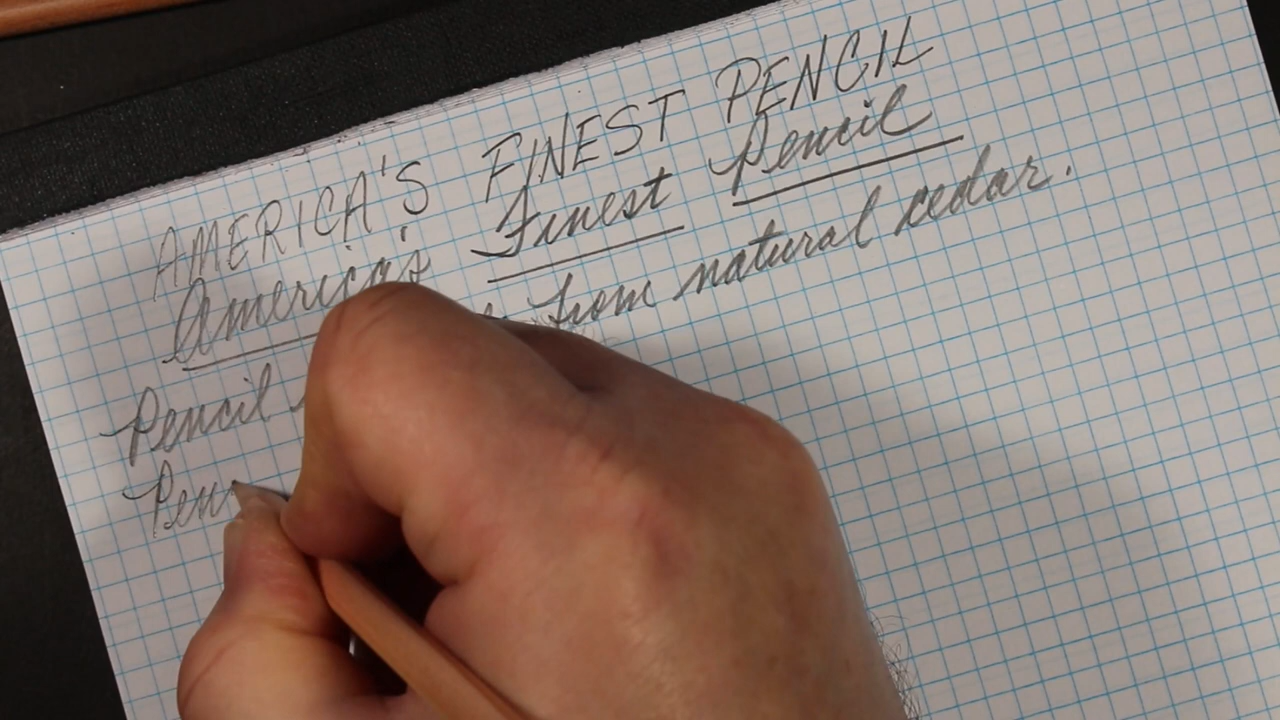 AMERICA'S FINEST PENCIL
America's Finest Pencil
Pencil from natural cedar.